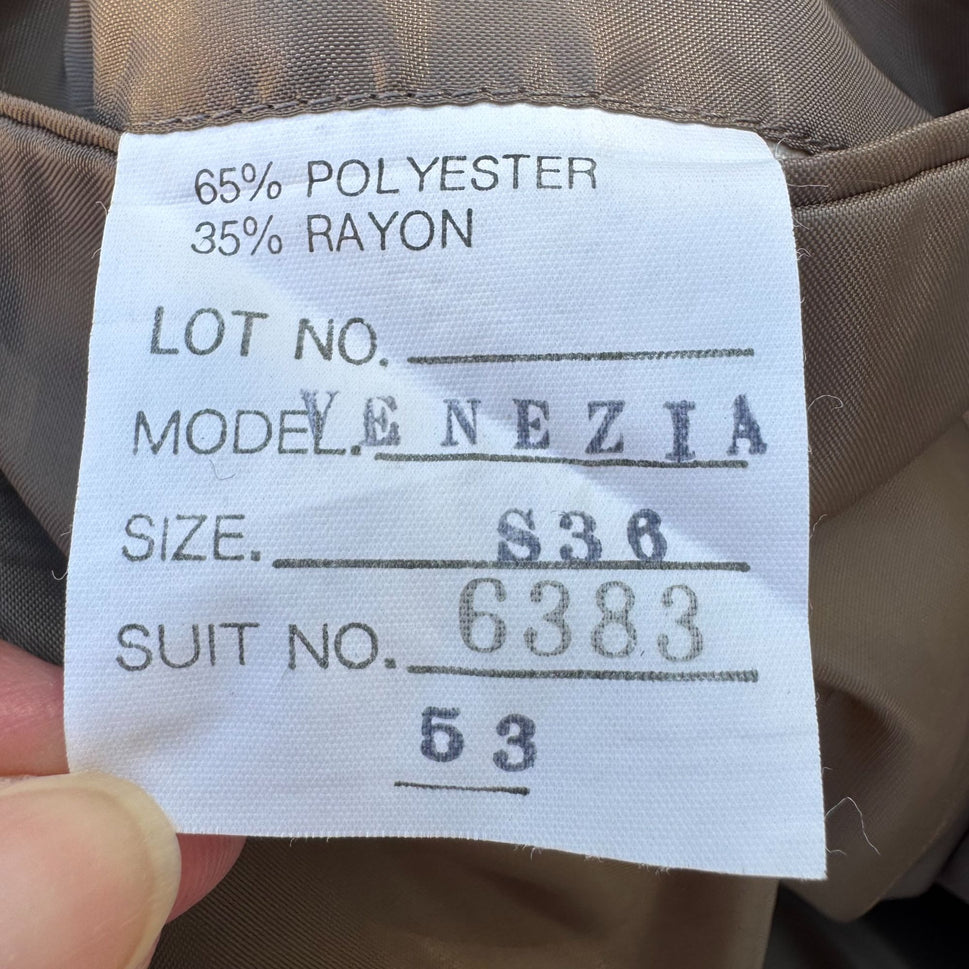 65% POLYESTER
35% RAYON
LOT NO.
MODEL. VENEZIA
SIZE. S36
SUIT NO. 6383
53